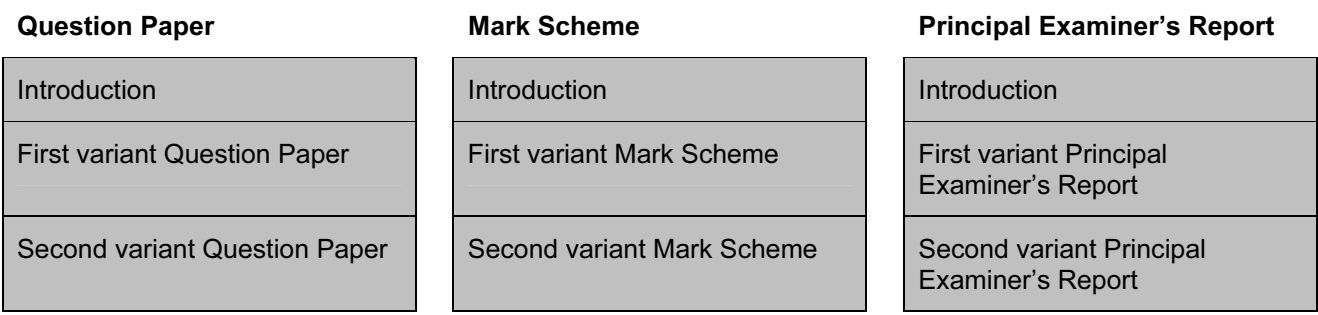 Question Paper
Introduction
First variant Question Paper
Second variant Question Paper
Mark Scheme
Introduction
First variant Mark Scheme
Second variant Mark Scheme
Principal Examiner’s Report
Introduction
First variant Principal
Examiner’s Report
Second variant Principal
Examiner’s Report